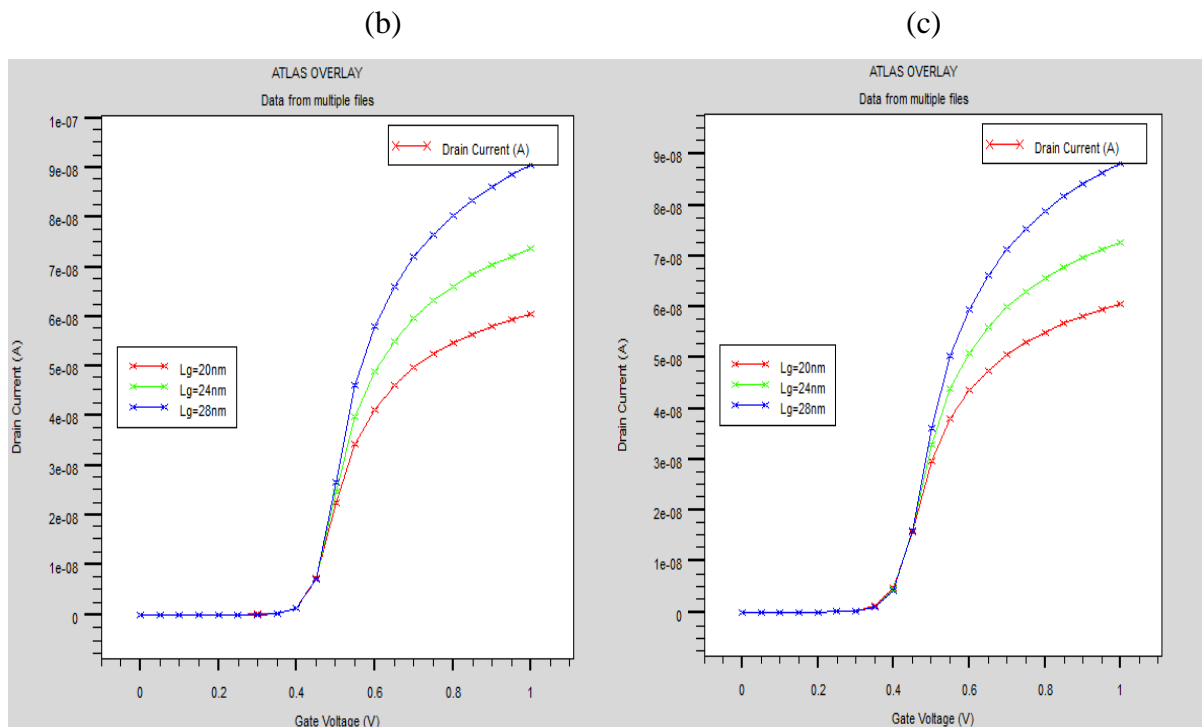 (b)
(c)
ATLAS OVERLAY
Data from multiple files
1e-07
9e-08
8e-08
7e-08
6e-08
5e-08
4e-08
3e-08
2e-08
1e-08
0
Drain Current (A)
Drain Current (A)
Lg=20nm
Lg=24nm
Lg=28nm
0 0.2 0.4 0.6 0.8 1
Gate Voltage (V)
ATLAS OVERLAY
Data from multiple files
9e-08
8e-08
7e-08
6e-08
5e-08
4e-08
3e-08
2e-08
1e-08
0
Drain Current (A)
Drain Current (A)
Lg=20nm
Lg=24nm
Lg=28nm
0 0.2 0.4 0.6 0.8 1
Gate Voltage (V)